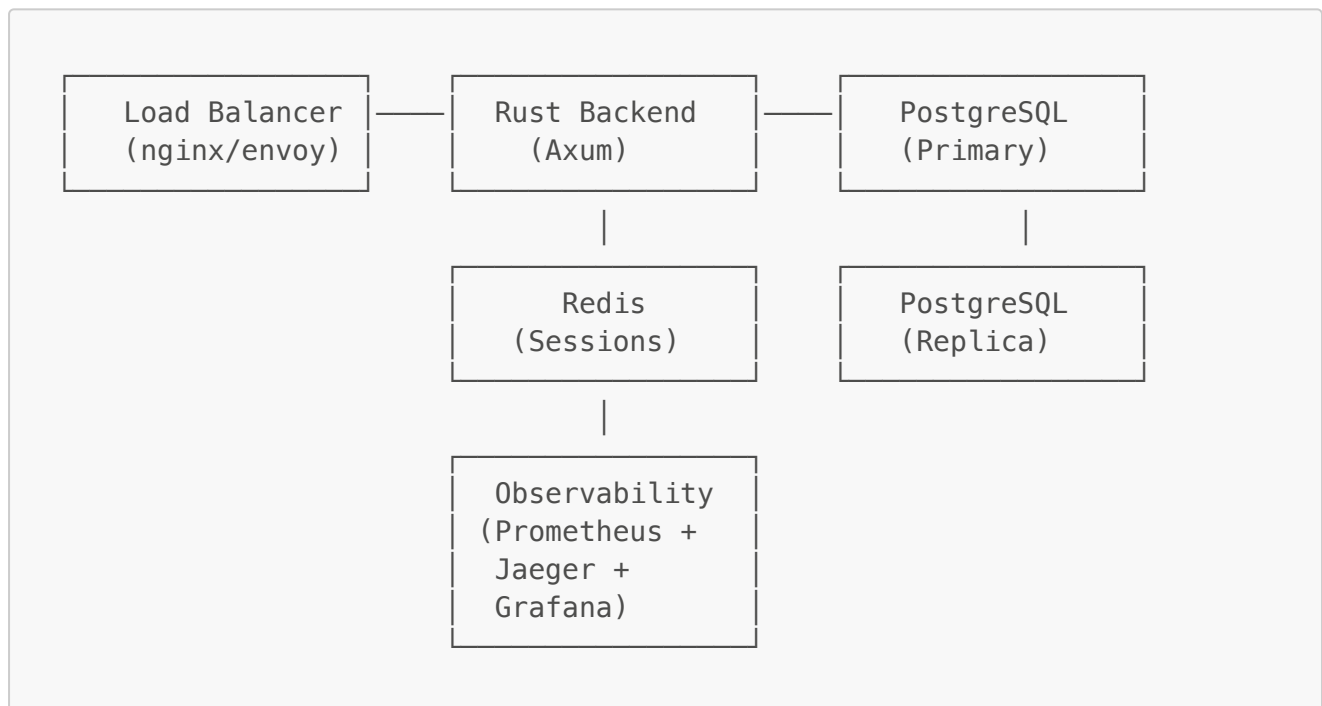 Load Balancer Rust Backend PostgreSQL
(nginx/envoy) (Axum) (Primary)
Redis PostgreSQL
(Sessions) (Replica)
Observability
(Prometheus +
Jaeger +
Grafana)